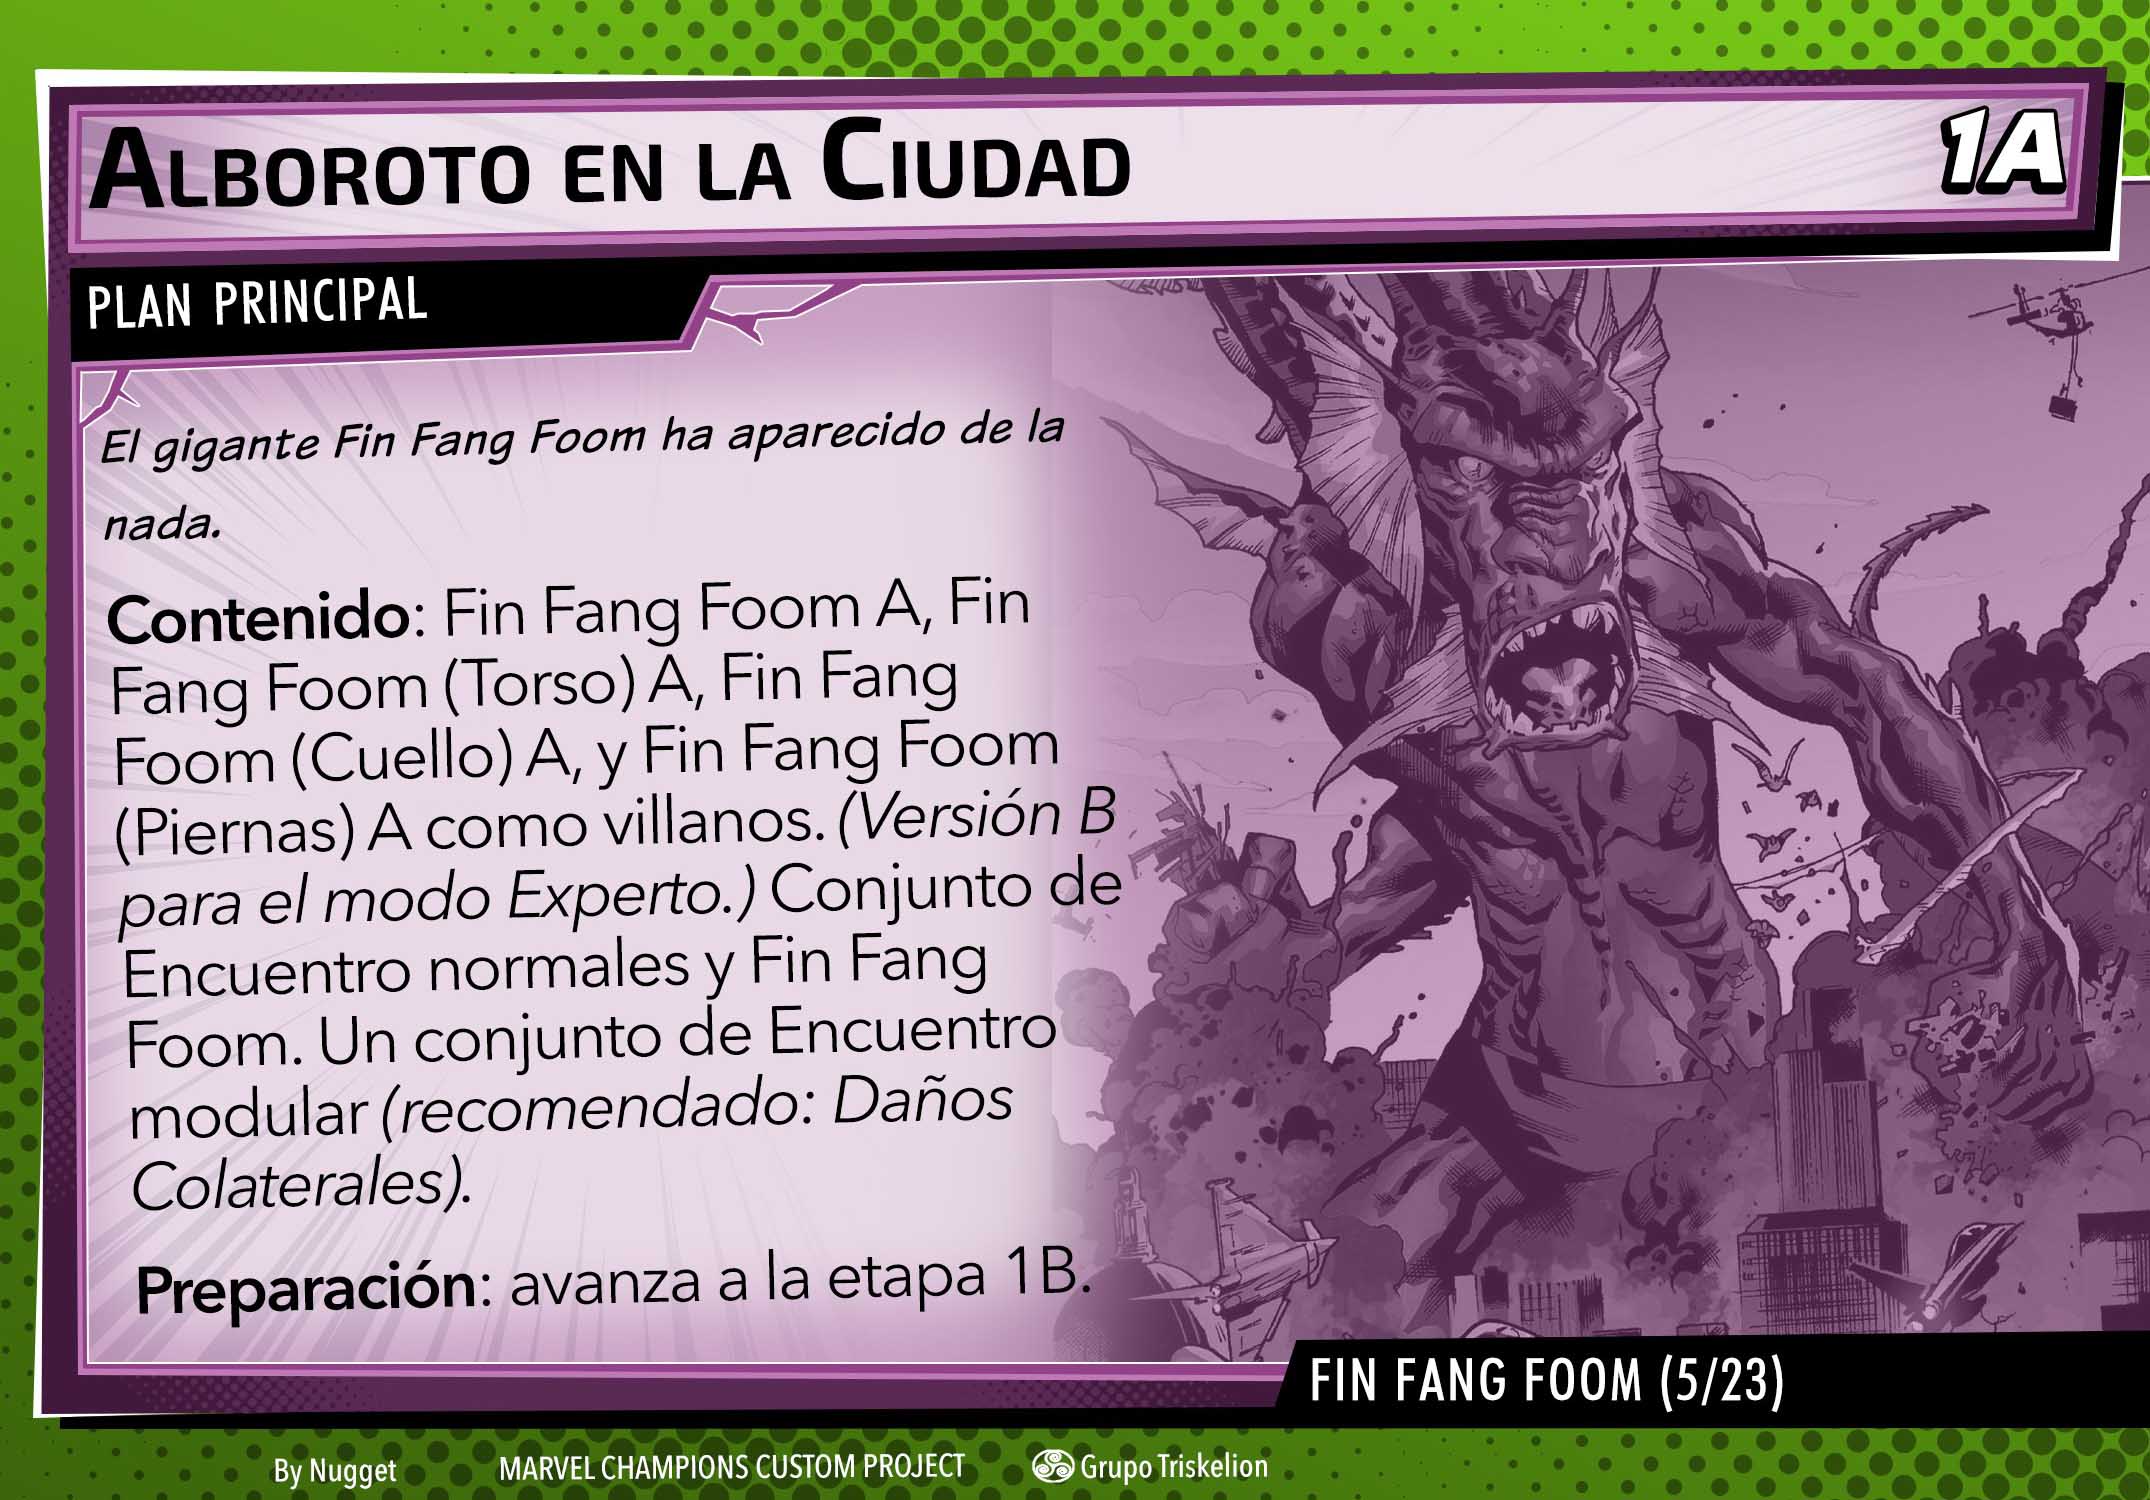 ALBOROTO EN LA CIUDAD
1A
PLAN PRINCIPAL
El gigante Fin Fang Foom ha aparecido de la
nada.
Contenido: Fin Fang Foom A, Fin
Fang Foom (Torso) A, Fin Fang
Foom (Cuello) A, y Fin Fang Foom
(Piernas) A como villanos. (Versión B
para el modo Experto.) Conjunto de
Encuentro normales y Fin Fang
Foom. Un conjunto de Encuentro
modular (recomendado: Daños
Colaterales).
Preparación: avanza a la etapa 1B.
FIN FANG FOOM (5/23)
By Nugget
MARVEL CHAMPIONS CUSTOM PROJECT
Grupo Triskelion